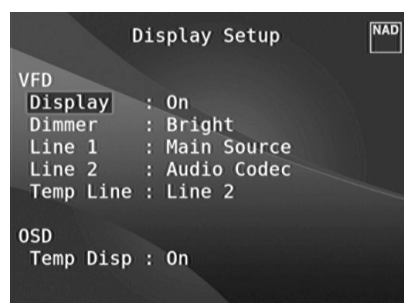 Display Setup
NAD
VFD
Display : On
Dimmer : Bright
Line 1 : Main Source
Line 2 : Audio Codec
Temp Line : Line 2
OSD
Temp Disp : On